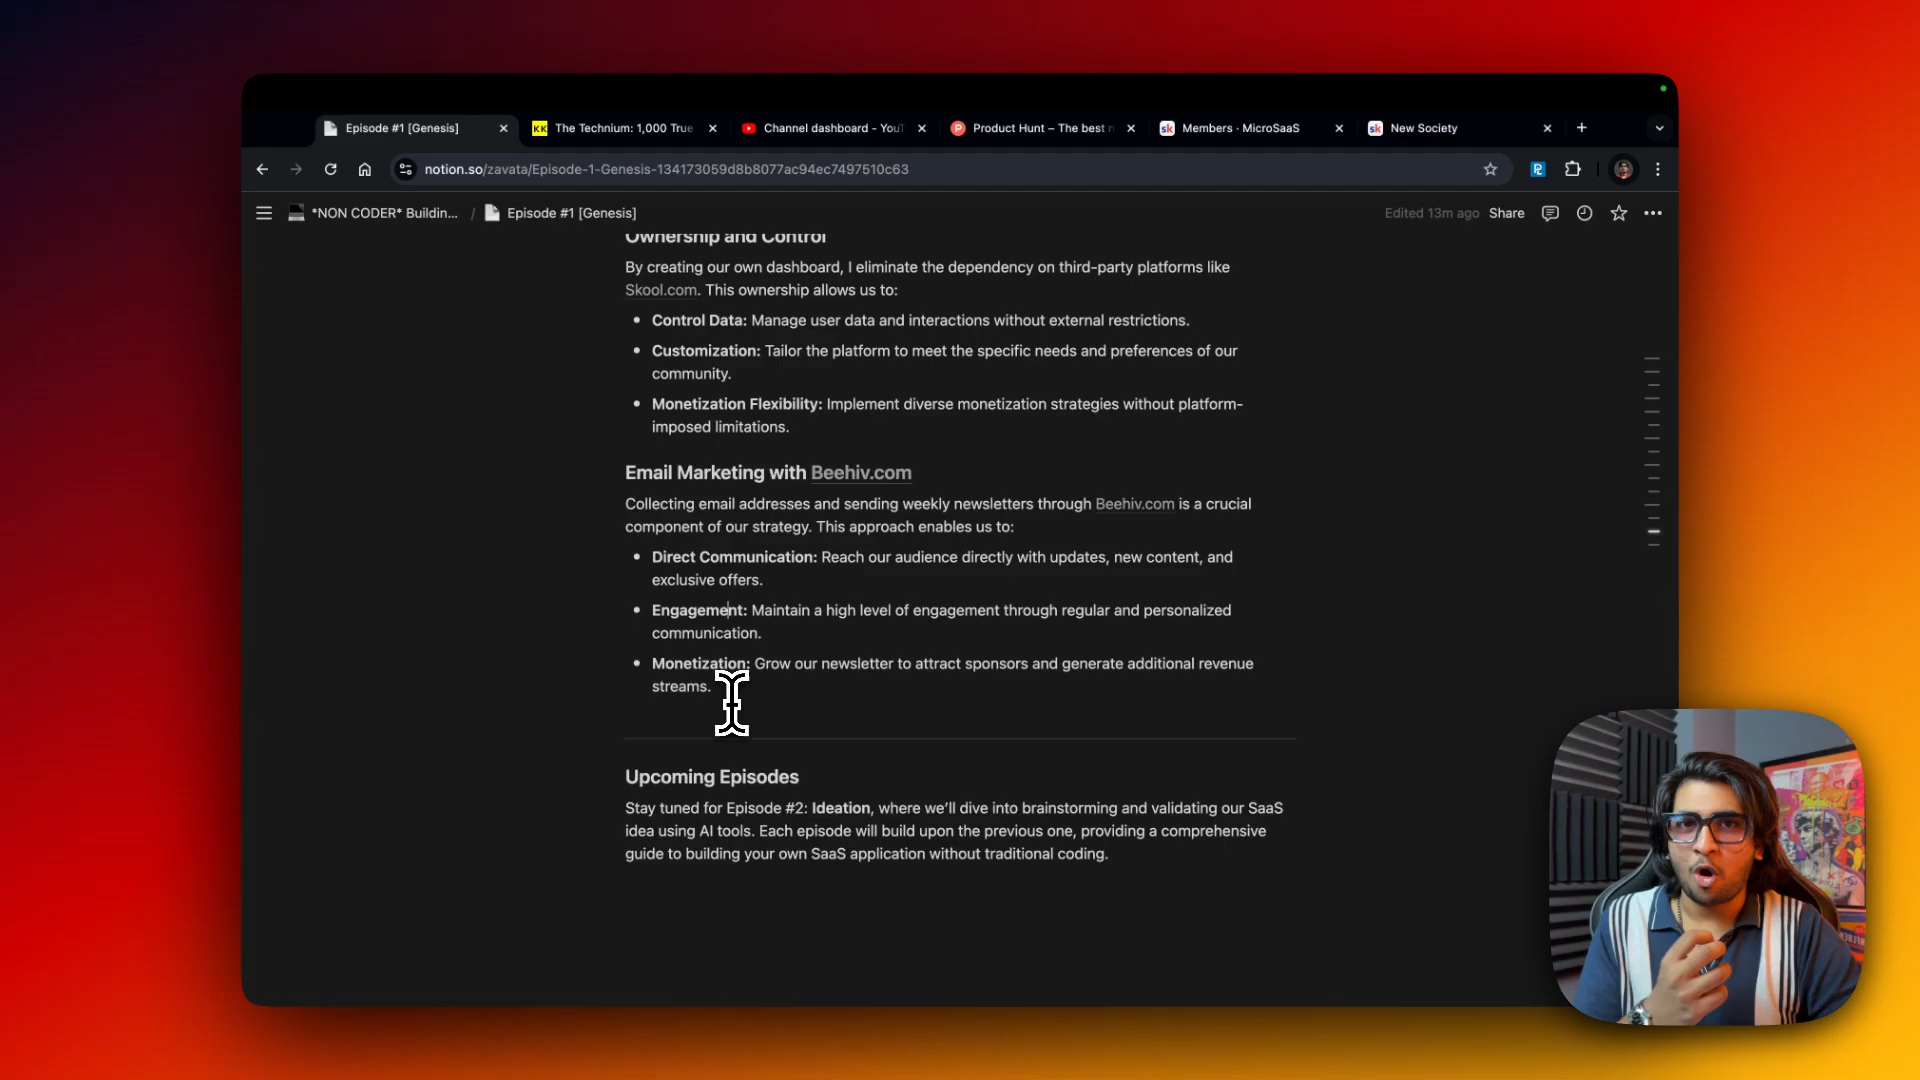 Episode #1 [Genesis]
The Technium: 1,000 True
Channel dashboard - YouT
Product Hunt – The best n
Members · MicroSaaS
New Society
notion.so/zavata/Episode-1-Genesis-134173059d8b8077ac94ec7497510c63
*NON CODER* Buildin... / Episode #1 [Genesis]
Edited 13m ago Share
Ownership and Control
By creating our own dashboard, I eliminate the dependency on third-party platforms like
Skool.com. This ownership allows us to:
• Control Data: Manage user data and interactions without external restrictions.
• Customization: Tailor the platform to meet the specific needs and preferences of our
community.
• Monetization Flexibility: Implement diverse monetization strategies without platform-
imposed limitations.
Email Marketing with Beehiv.com
Collecting email addresses and sending weekly newsletters through Beehiv.com is a crucial
component of our strategy. This approach enables us to:
• Direct Communication: Reach our audience directly with updates, new content, and
exclusive offers.
• Engagement: Maintain a high level of engagement through regular and personalized
communication.
• Monetization: Grow our newsletter to attract sponsors and generate additional revenue
streams.
Upcoming Episodes
Stay tuned for Episode #2: Ideation, where we’ll dive into brainstorming and validating our SaaS
idea using AI tools. Each episode will build upon the previous one, providing a comprehensive
guide to building your own SaaS application without traditional coding.